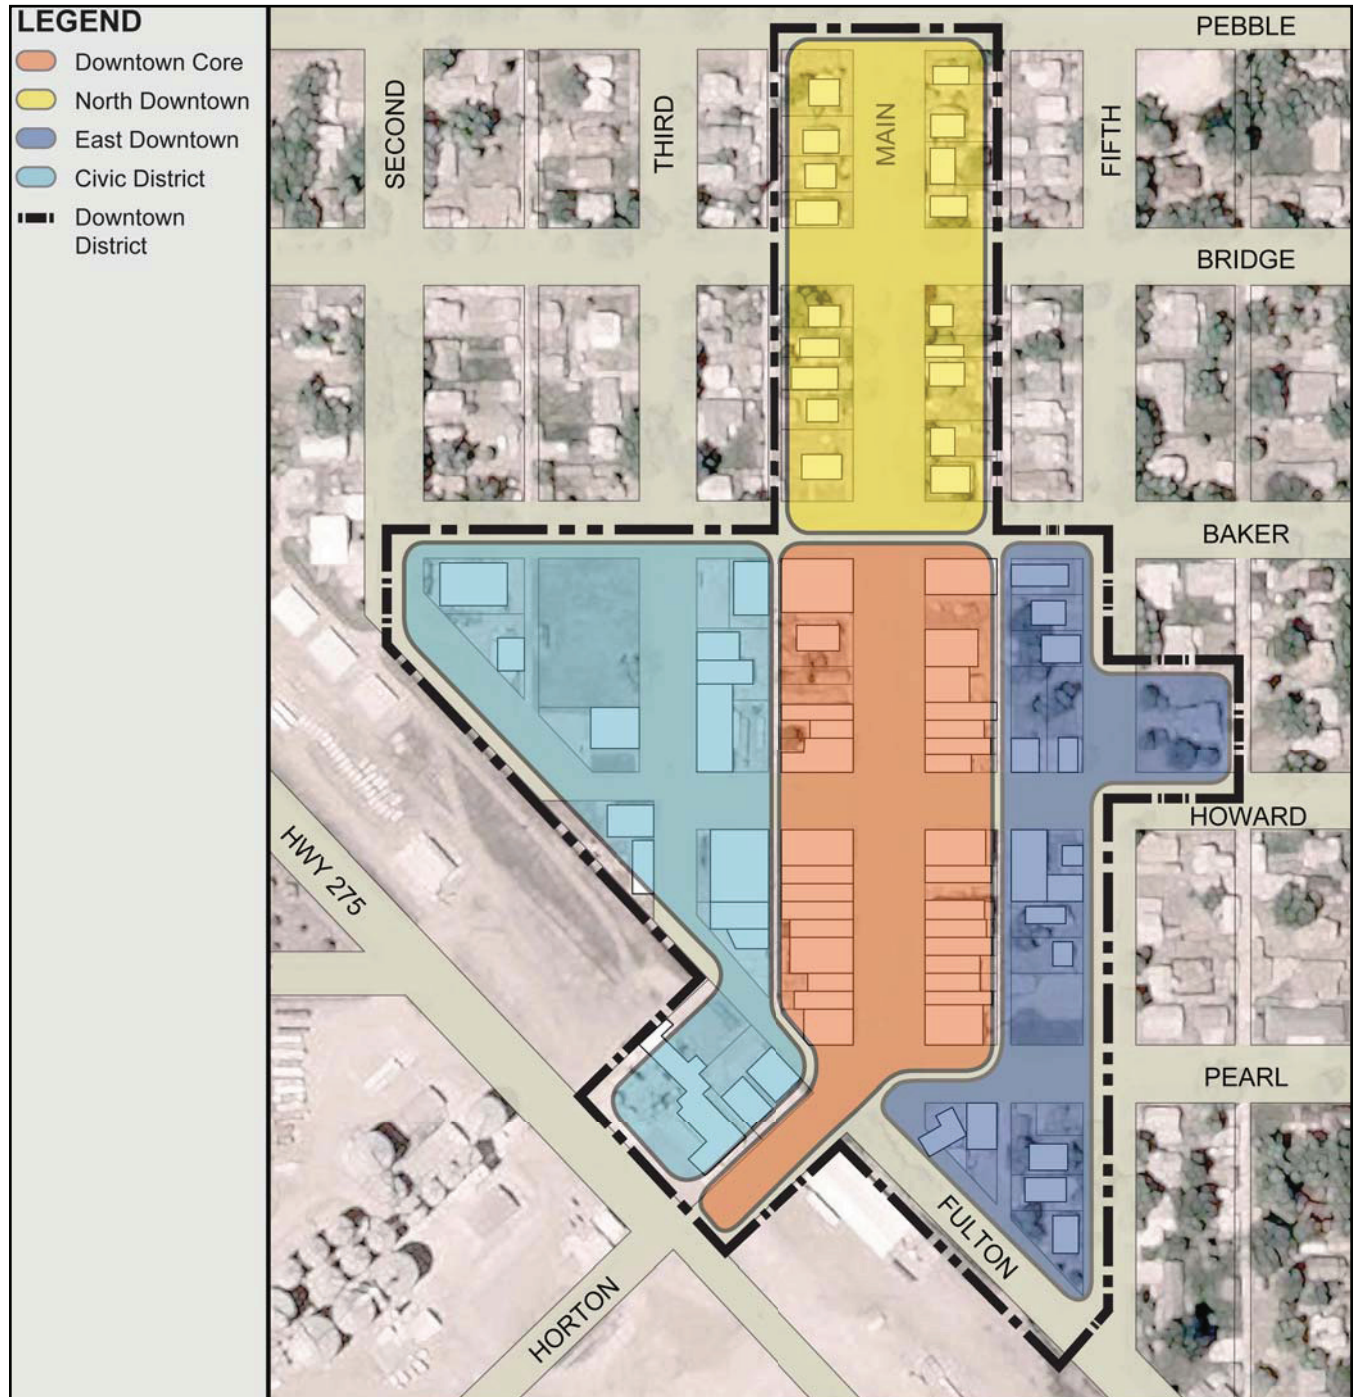 LEGEND
Downtown Core
North Downtown
East Downtown
Civic District
Downtown
District
PEBBLE
SECOND
THIRD
MAIN
FIFTH
BRIDGE
BAKER
HOWARD
HWY 275
PEARL
FULTON
HORTON